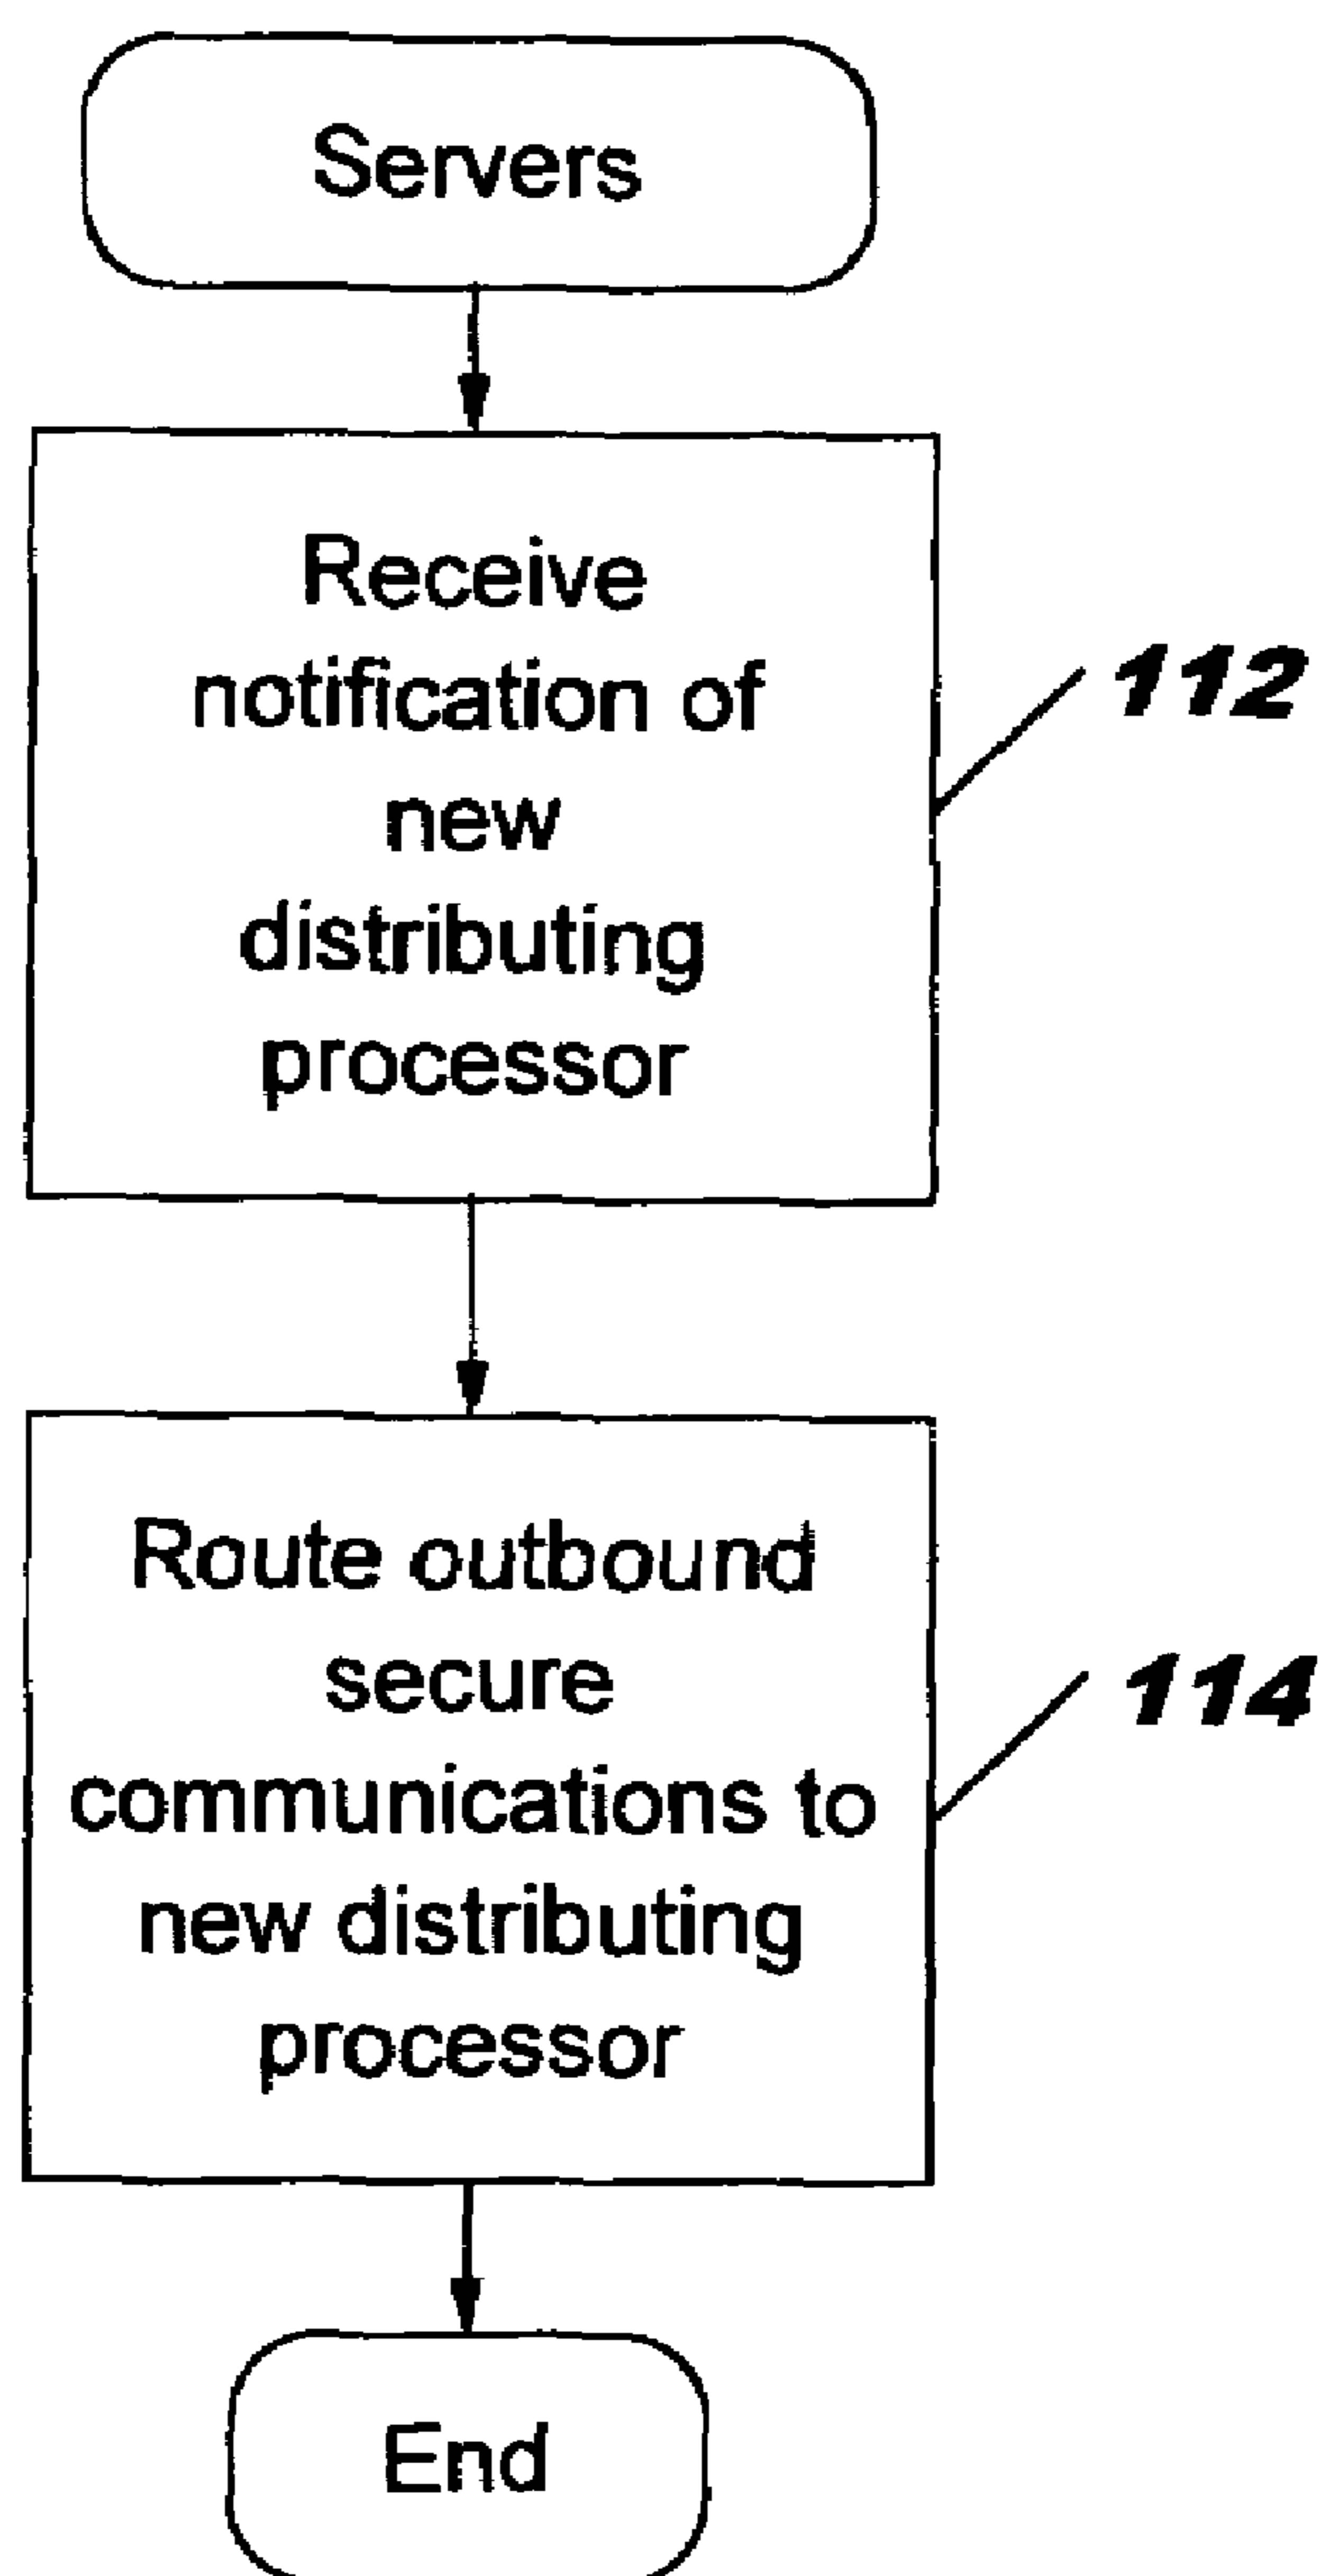 Servers
Receive
notification of
new
distributing
processor
112
Route outbound
secure
communications to
new distributing
processor
114
End